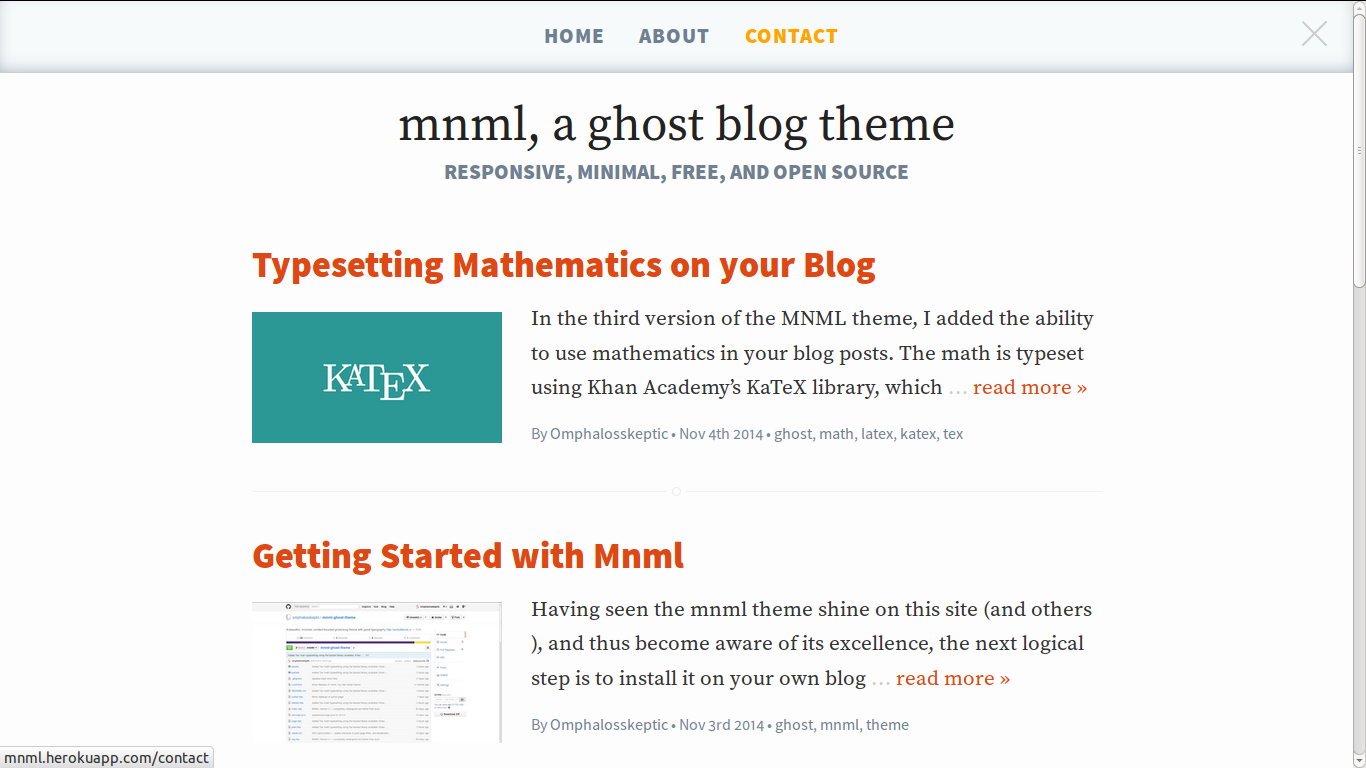 HOME ABOUT CONTACT
mnml, a ghost blog theme
RESPONSIVE, MINIMAL, FREE, AND OPEN SOURCE
Typesetting Mathematics on your Blog
KATEX
In the third version of the MNML theme, I added the ability
to use mathematics in your blog posts. The math is typeset
using Khan Academy’s KaTeX library, which … read more »
By Omphalosskeptic • Nov 4th 2014 • ghost, math, latex, katex, tex
Getting Started with Mnml
Having seen the mnml theme shine on this site (and others
), and thus become aware of its excellence, the next logical
step is to install it on your own blog … read more »
By Omphalosskeptic • Nov 3rd 2014 • ghost, mnml, theme
mnml.herokuapp.com/contact